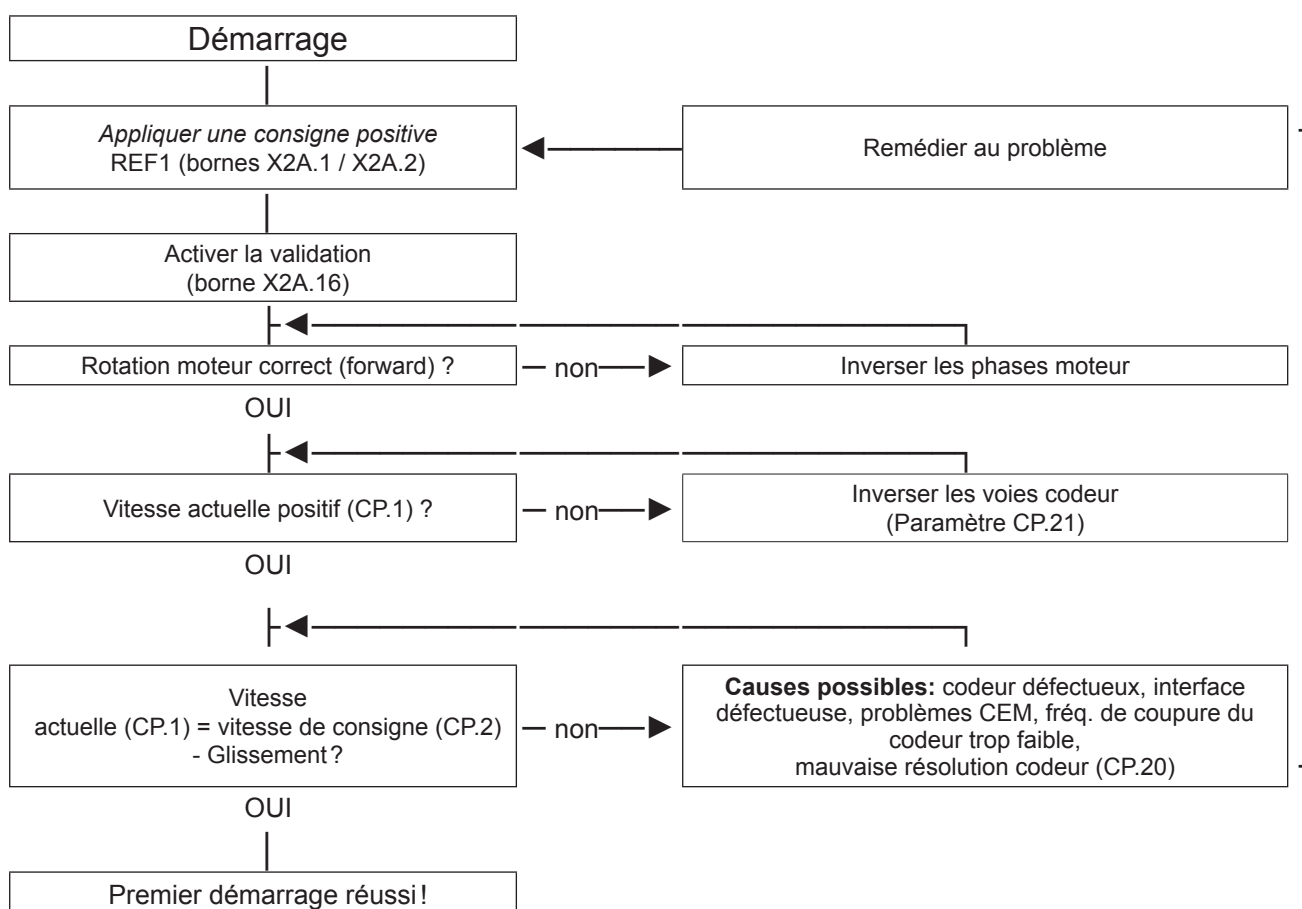 Démarrage
Appliquer une consigne positive
REF1 (bornes X2A.1 / X2A.2)
Remédier au problème
Activer la validation
(borne X2A.16)
Rotation moteur correct (forward) ?
non
Inverser les phases moteur
OUI
Vitesse actuelle positif (CP.1) ?
non
Inverser les voies codeur
(Paramètre CP.21)
OUI
Vitesse
actuelle (CP.1) = vitesse de consigne (CP.2)
- Glissement ?
non
Causes possibles: codeur défectueux, interface
défectueuse, problèmes CEM, fréq. de coupure du
codeur trop faible,
mauvaise résolution codeur (CP.20)
OUI
Premier démarrage réussi !